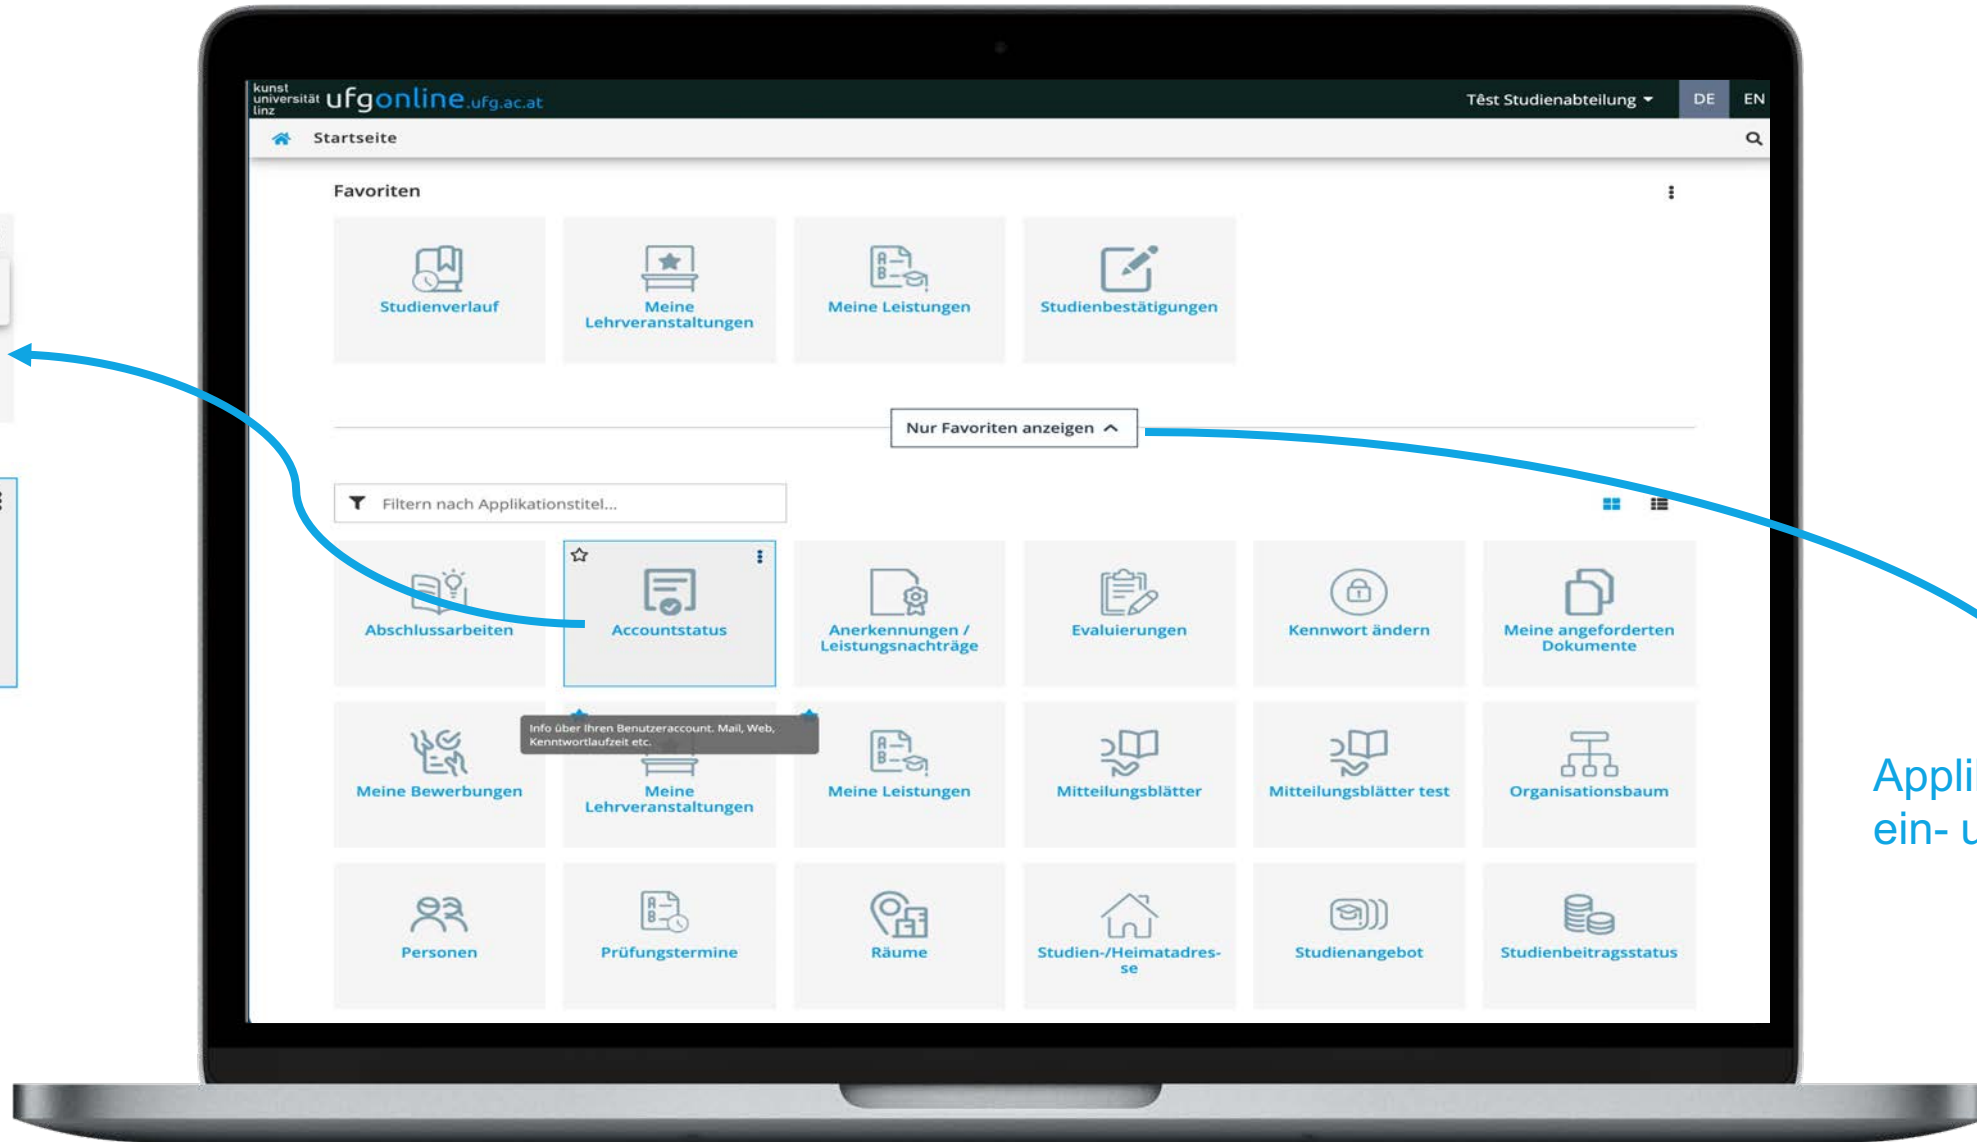 kunst
universität
linz
ufgonline.ufg.ac.at
Têst Studienabteilung
DE
EN
Startseite
Favoriten
Studienverlauf
Meine
Lehrveranstaltungen
Meine Leistungen
Studienbestätigungen
Nur Favoriten anzeigen
Filtern nach Applikationstitel...
Abschlussarbeiten
Accountstatus
Anerkennungen /
Leistungsnachträge
Evaluierungen
Kennwort ändern
Meine angeforderten
Dokumente
Info über Ihren Benutzeraccount. Mail, Web,
Kenntwortlaufzeit etc.
Meine Bewerbungen
Meine
Lehrveranstaltungen
Meine Leistungen
Mitteilungsblätter
Mitteilungsblätter test
Organisationsbaum
Appli
ein- u
Personen
Prüfungstermine
Räume
Studien-/Heimatadres-
se
Studienangebot
Studienbeitragsstatus